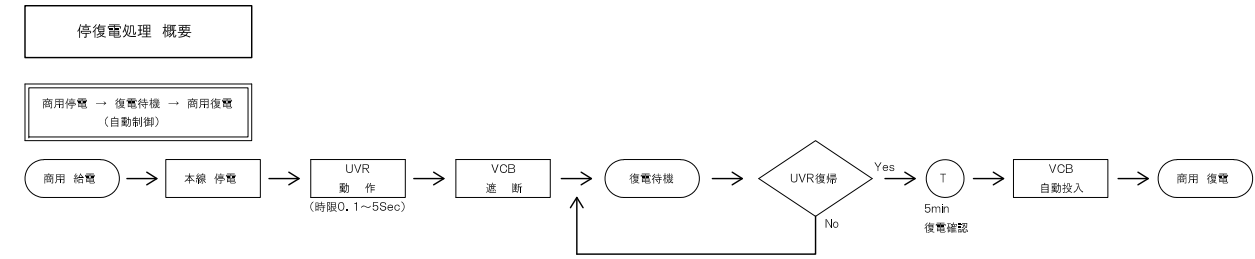 停復電処理 概要
商用停電 → 復電待機 → 商用復電
（自動制御）
商用 給電
本線 停電
UVR
動 作
（時限0．1～5Sec）
VCB
遮 断
復電待機
UVR復帰
Yes
No
T
5min
復電確認
VCB
自動投入
商用 復電